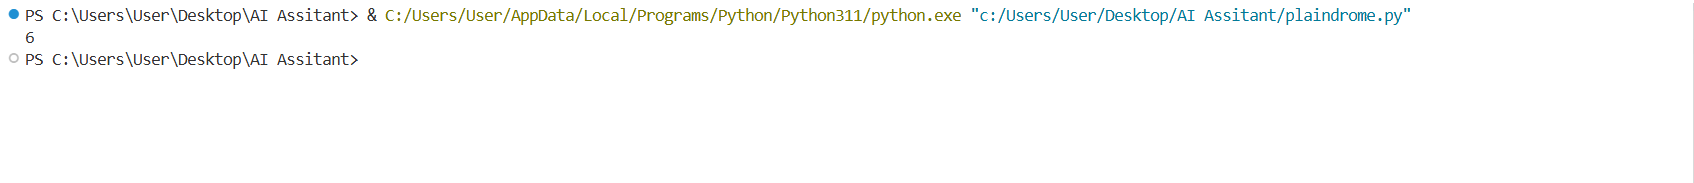 PS C:\Users\User\Desktop\AI Assitant> & C:/Users/User/AppData/Local/Programs/Python/Python311/python.exe "c:/Users/User/Desktop/AI Assitant/plaindrome.py"
6
PS C:\Users\User\Desktop\AI Assitant>